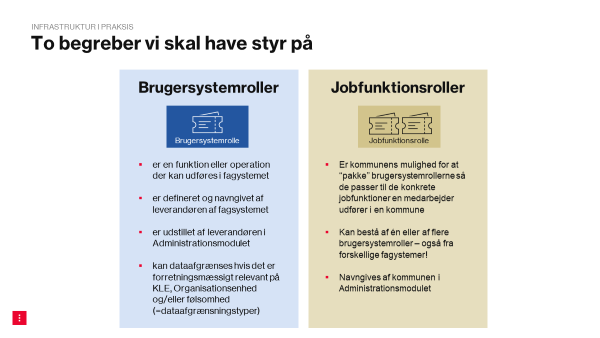 INFRASTRUKTUR I PRAKSIS
To begreber vi skal have styr på
Brugersystemroller
Brugersystemrolle
er en funktion eller operation
der kan udføres i fagystemet
er defineret og navngivet af
leverandøren af fagsystemet
er udstillet af leverandøren i
Administrationsmodulet
kan dataafgrænses hvis det er
forretningsmæssigt relevant på
KLE, Organisationsenhed
og/eller følsomhed
(=dataafgrænsningstyper)
Jobfunktionsroller
Jobfunktionsrolle
Er kommunens mulighed for at
"pakke" brugersystemrollerne så
de passer til de konkrete
jobfunktioner en medarbejder
udfører i en kommune
Kan bestå af én eller af flere
brugersystemroller – også fra
forskellige fagystemer!
Navngives af kommunen i
Administrationsmodulet